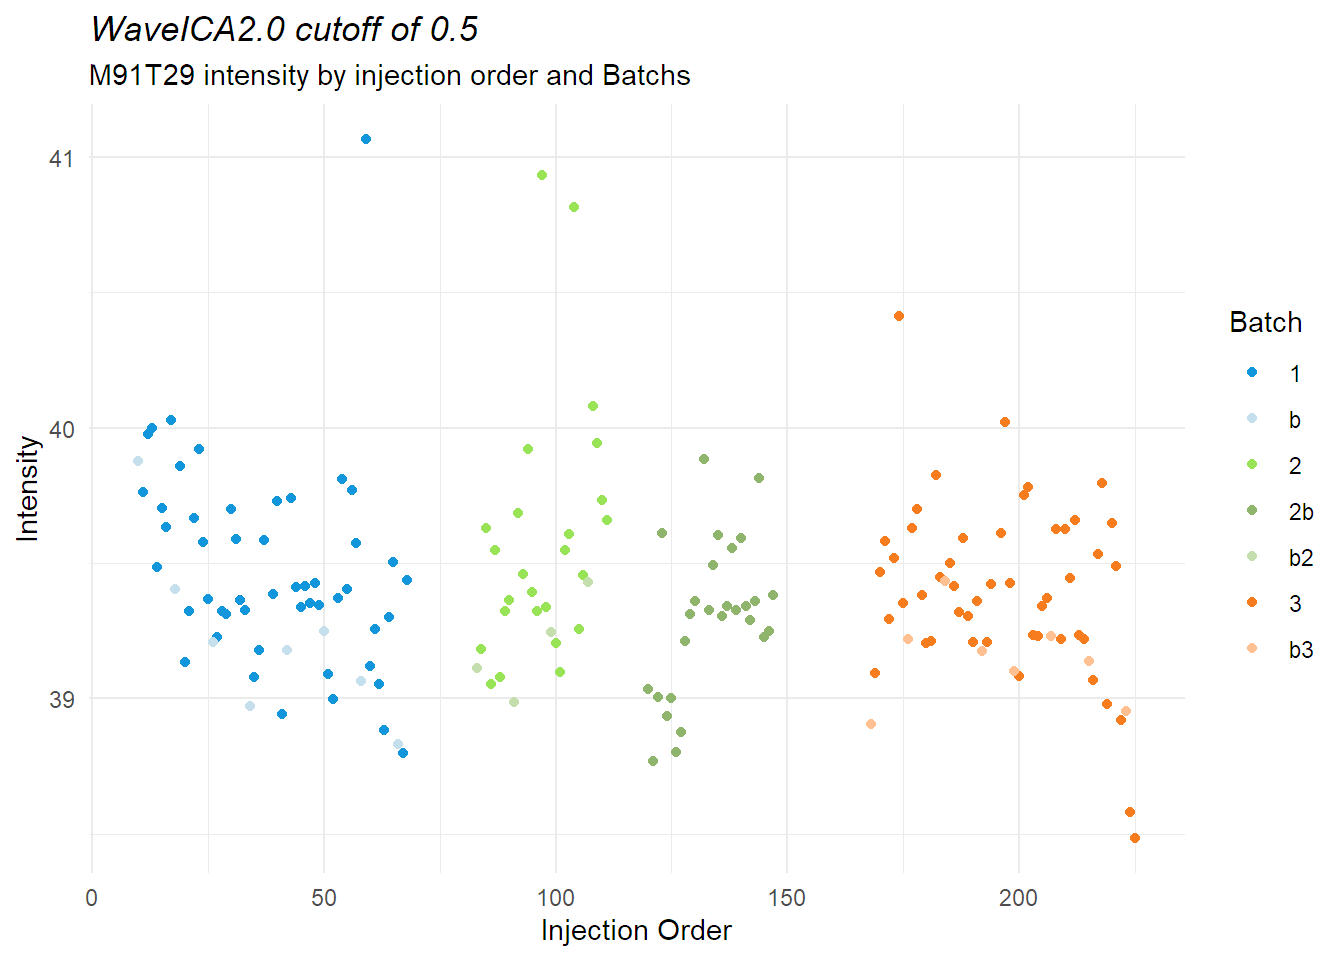 WaveICA2.0 cutoff of 0.5
M91T29 intensity by injection order and Batchs
41
40
39
Intensity
0
50
100
150
200
Injection Order
Batch
1
b
2
2b
b2
3
b3